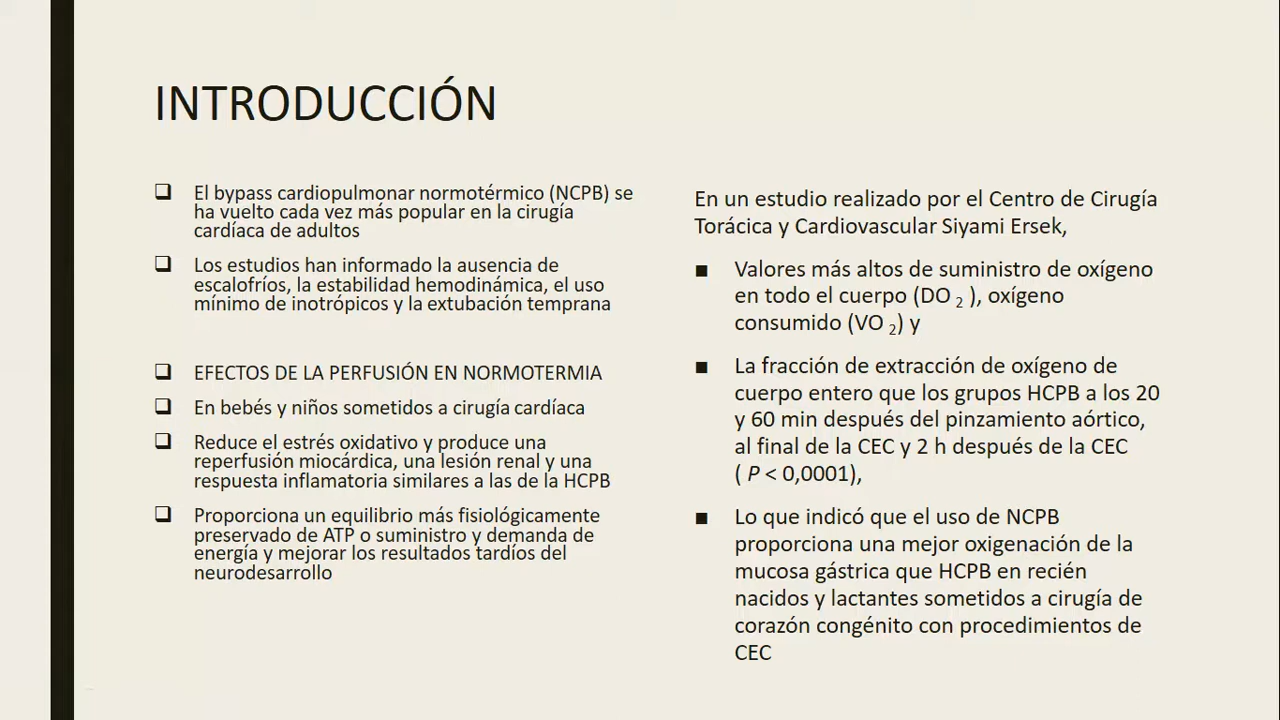 INTRODUCCIÓN
El bypass cardiopulmonar normotérmico (NCPB) se
ha vuelto cada vez más popular en la cirugía
cardíaca de adultos
Los estudios han informado la ausencia de
escalofríos, la estabilidad hemodinámica, el uso
mínimo de inotrópicos y la extubación temprana
EFECTOS DE LA PERFUSIÓN EN NORMOTERMIA
En bebés y niños sometidos a cirugía cardíaca
Reduce el estrés oxidativo y produce una
reperfusión miocárdica, una lesión renal y una
respuesta inflamatoria similares a las de la HCPB
Proporciona un equilibrio más fisiológicamente
preservado de ATP o suministro y demanda de
energía y mejorar los resultados tardíos del
neurodesarrollo
En un estudio realizado por el Centro de Cirugía
Torácica y Cardiovascular Siyami Ersek,
Valores más altos de suministro de oxígeno
en todo el cuerpo (DO 2 ), oxígeno
consumido (VO 2) y
La fracción de extracción de oxígeno de
cuerpo entero que los grupos HCPB a los 20
y 60 min después del pinzamiento aórtico,
al final de la CEC y 2 h después de la CEC
( P < 0,0001),
Lo que indicó que el uso de NCPB
proporciona una mejor oxigenación de la
mucosa gástrica que HCPB en recién
nacidos y lactantes sometidos a cirugía de
corazón congénito con procedimientos de
CEC